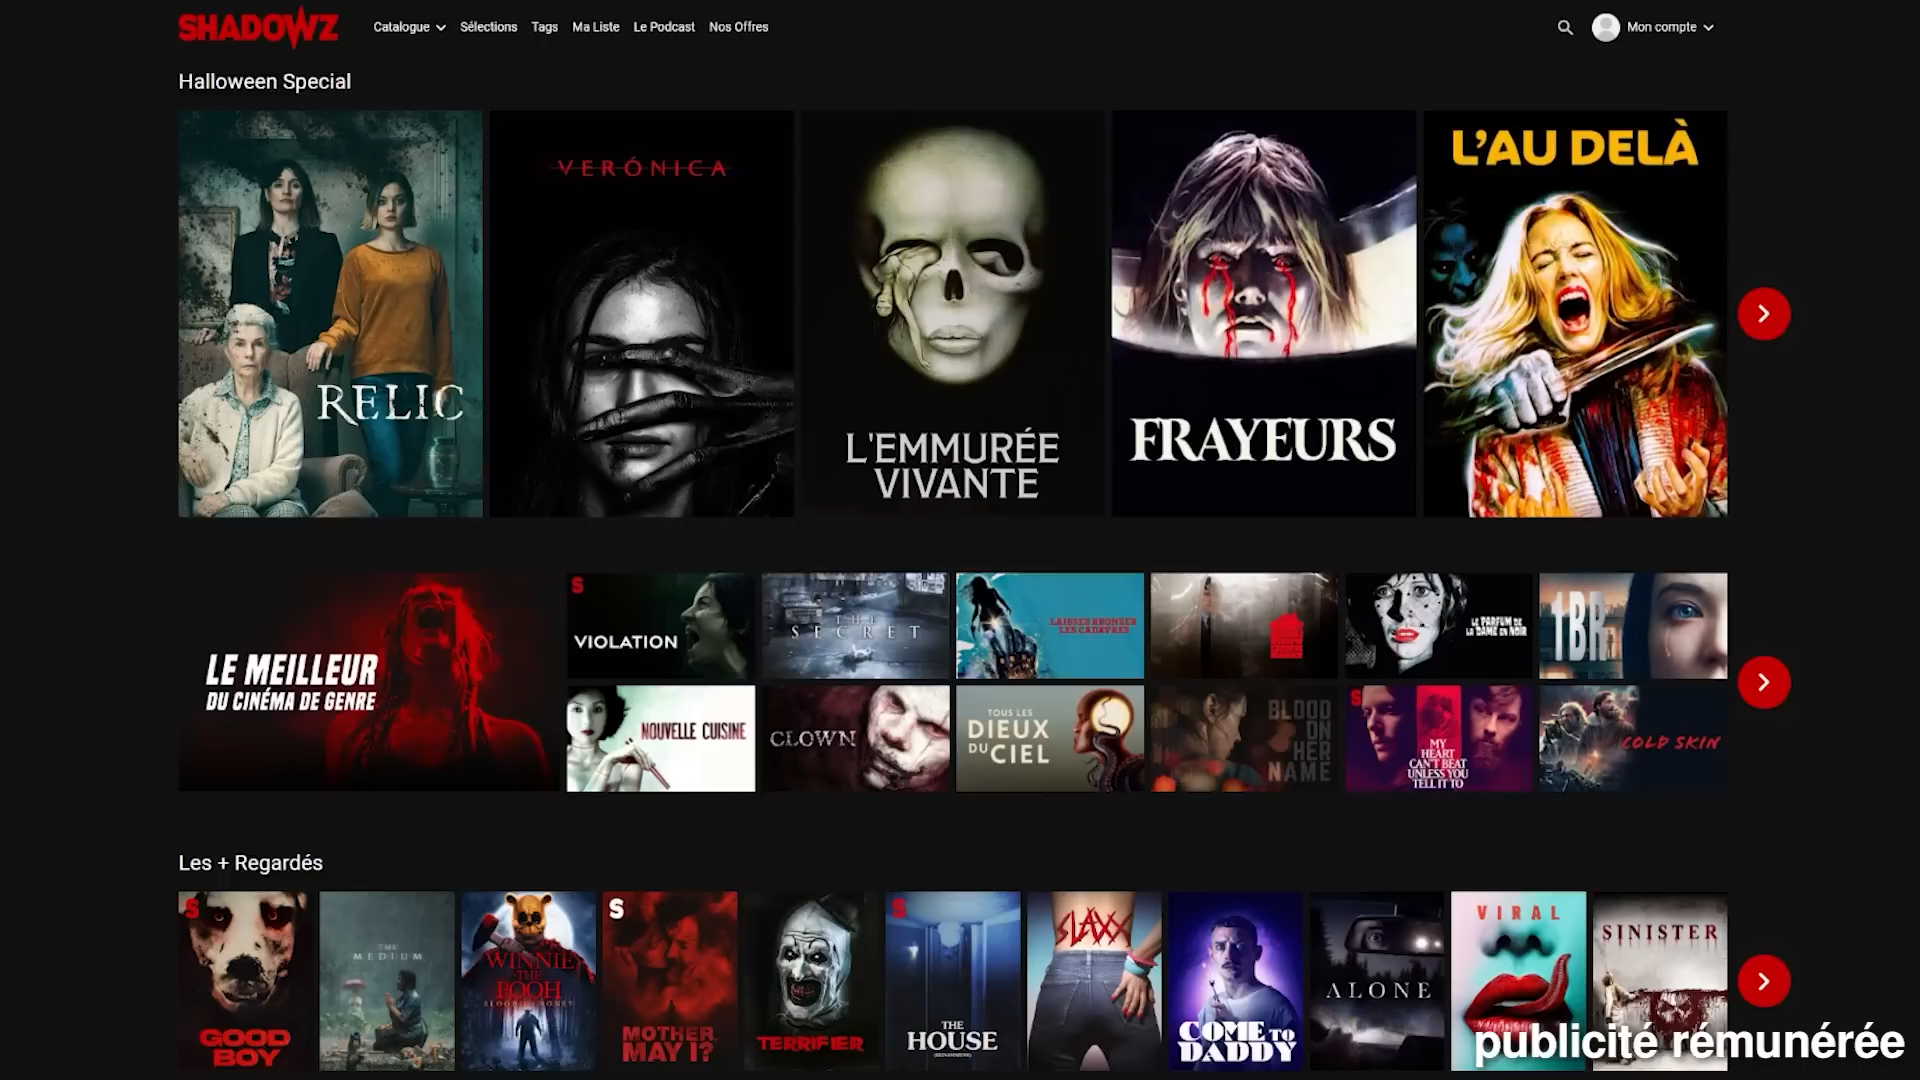 SHADOWZ
Catalogue
Sélections
Tags
Ma Liste
Le Podcast
Nos Offres
Mon compte
Halloween Special
RELIC
VERÓNICA
L'EMMURÉE
VIVANTE
FRAYEURS
L'AU DELÀ
LE MEILLEUR
DU CINÉMA DE GENRE
S
VIOLATION
THE
SECRET
LAISSEZ BRONZER
LES CADAVRES
LE PARFUM DE
LA DAME EN NOIR
1BR
NOUVELLE CUISINE
CLOWN
TOUS LES
DIEUX
DU CIEL
BLOOD
ON
HER
NAME
S
MY
HEART
CAN'T BEAT
UNLESS YOU
TELL IT TO
COLD SKIN
Les + Regardés
S
GOOD
BOY
THE
MEDIUM
WINNIE
THE
POOH
BLOOD AND HONEY
S
MOTHER,
MAY I?
TERRIFIER
S
THE
HOUSE
SLAXX
COME TO
DADDY
ALONE
VIRAL
SINISTER
publicité rémunérée